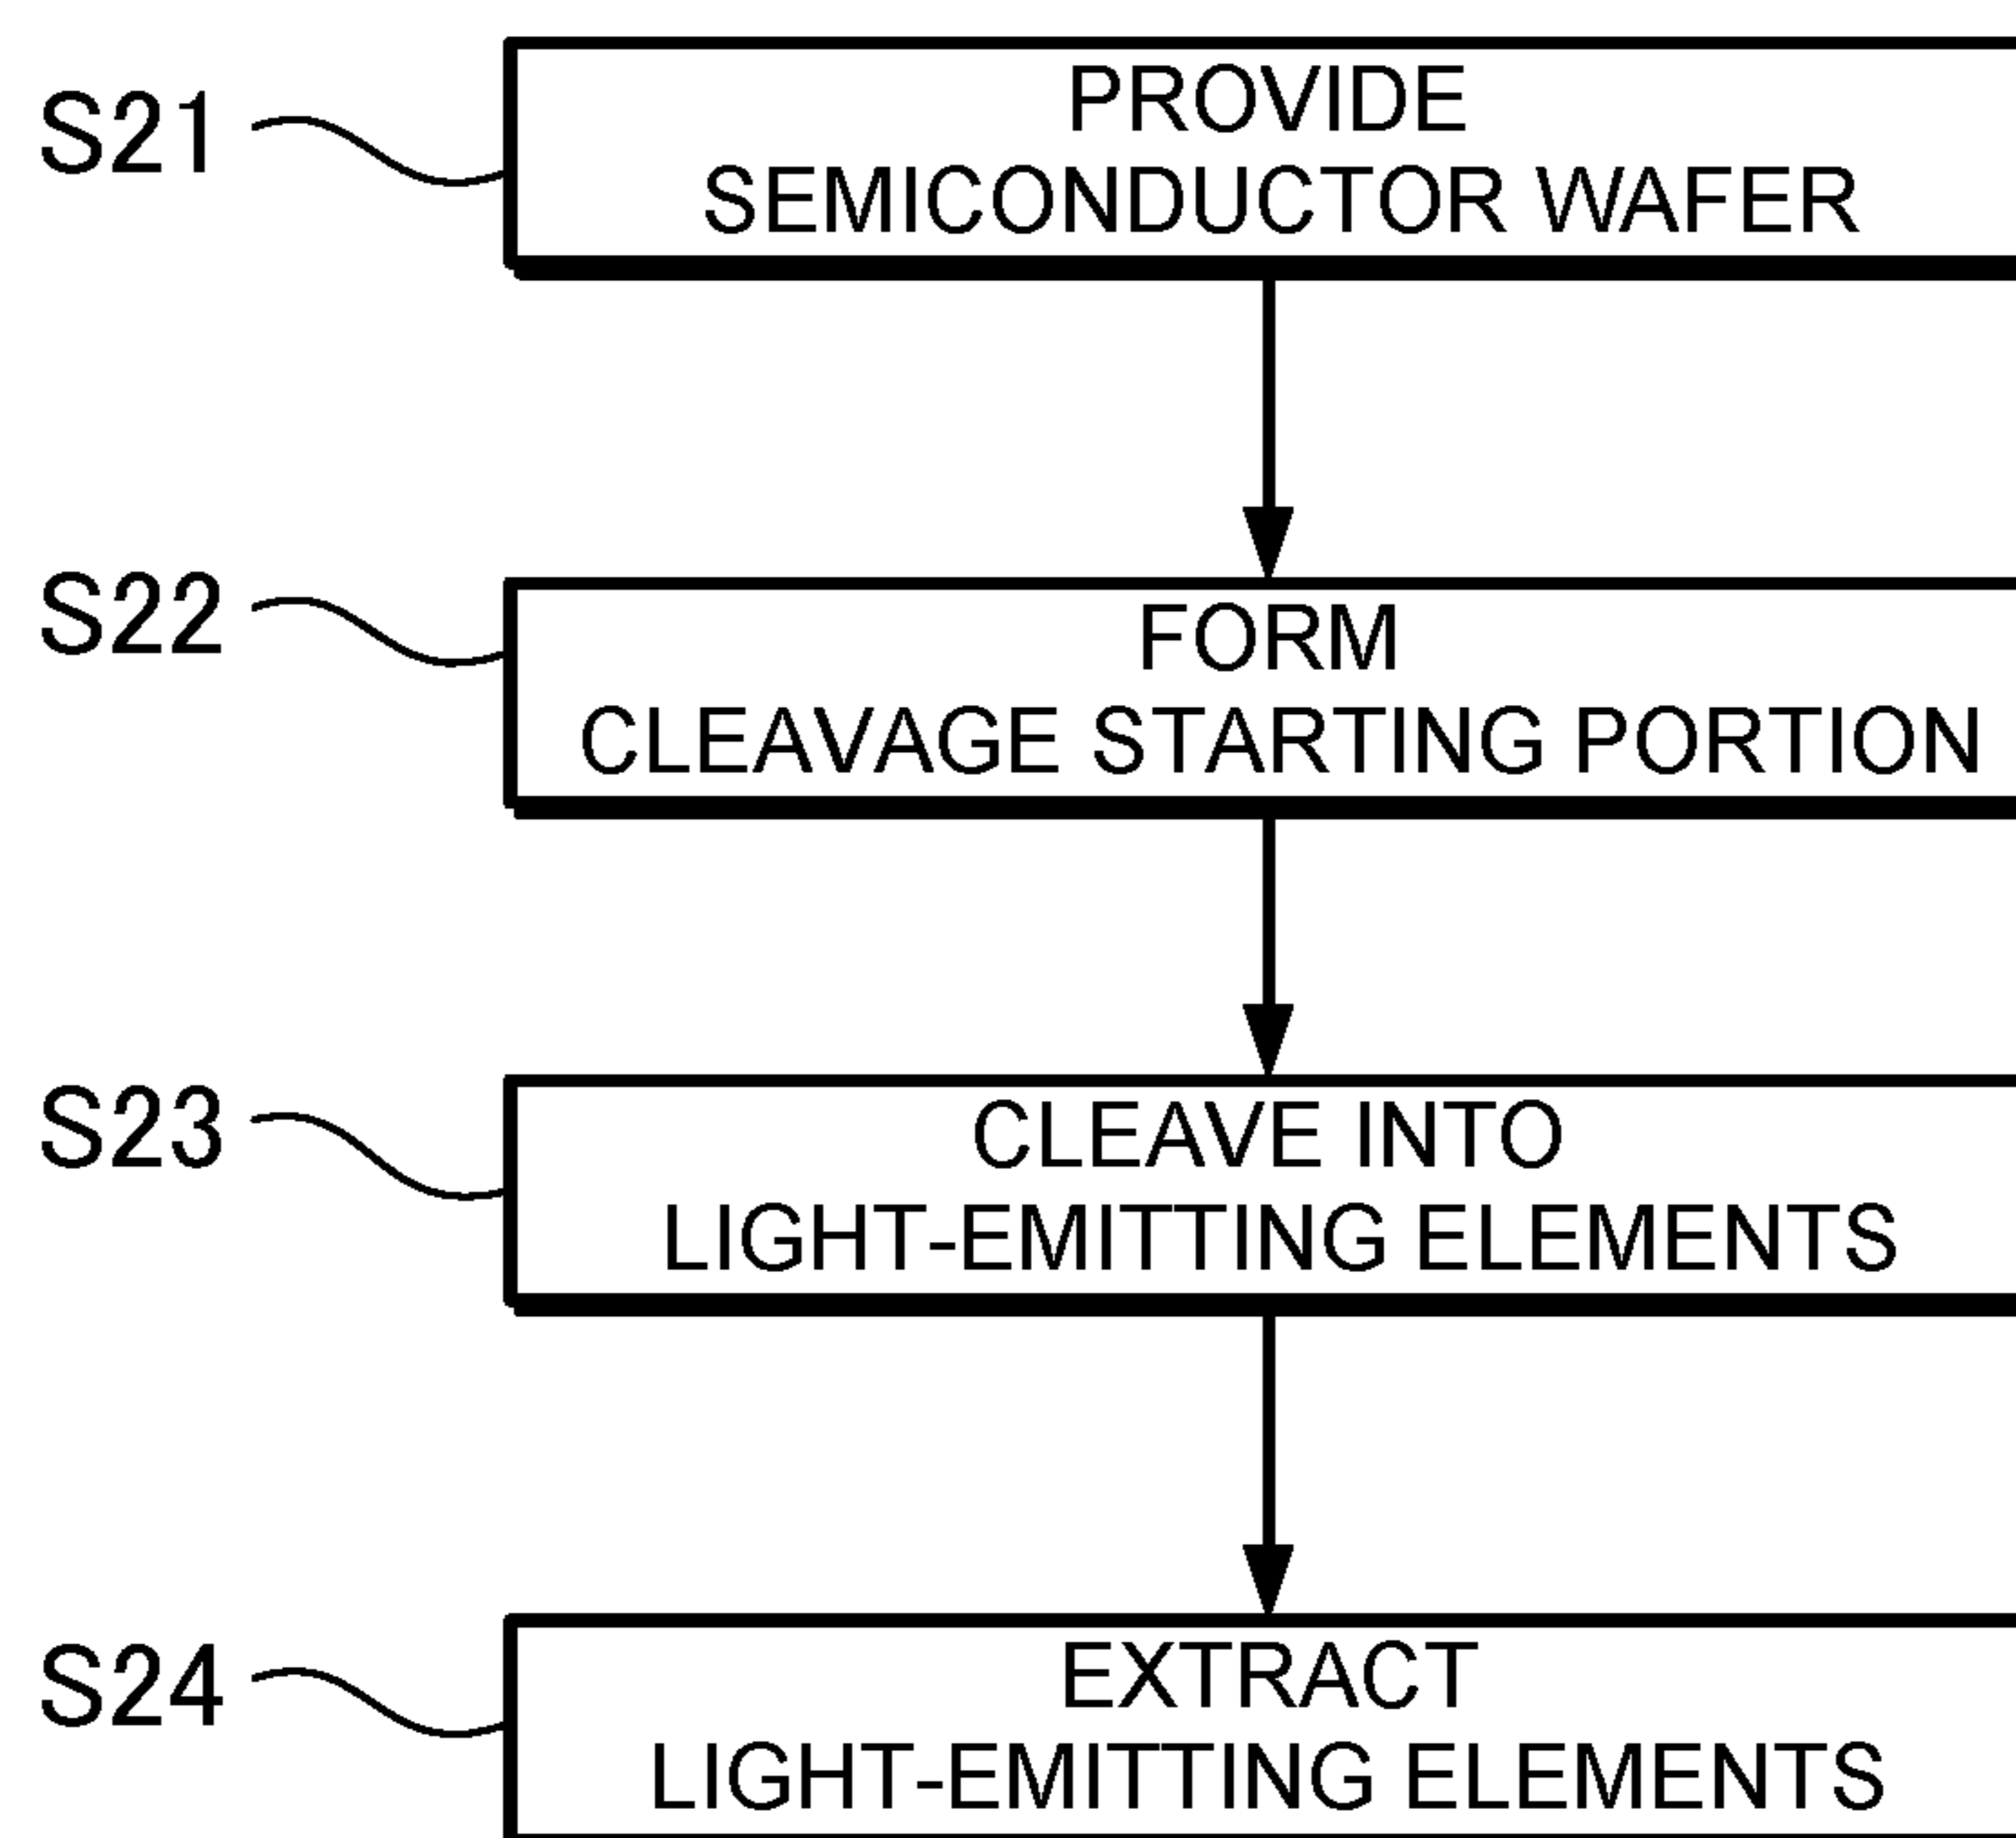 S21
PROVIDE
SEMICONDUCTOR WAFER
S22
FORM
CLEAVAGE STARTING PORTION
S23
CLEAVE INTO
LIGHT-EMITTING ELEMENTS
S24
EXTRACT
LIGHT-EMITTING ELEMENTS